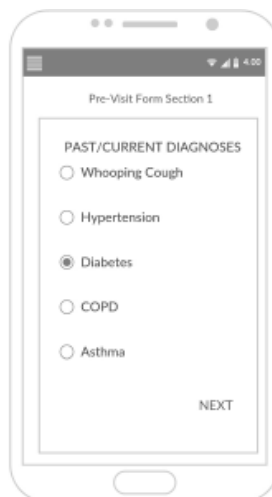 4:00
Pre-Visit Form Section 1
PAST/CURRENT DIAGNOSES
Whooping Cough
Hypertension
Diabetes
COPD
Asthma
NEXT